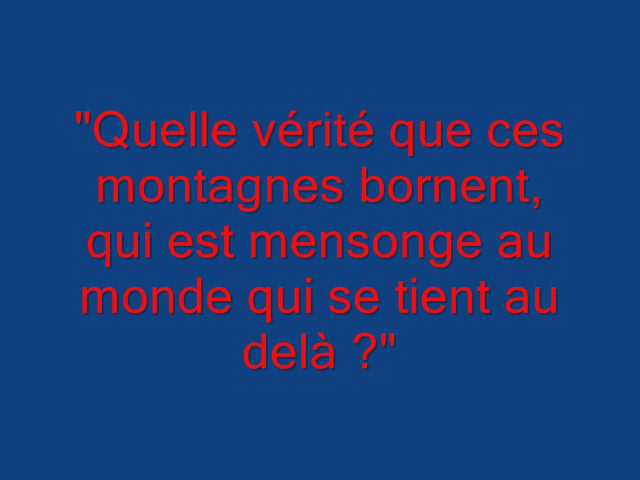 "Quelle vérité que ces
montagnes bornent,
qui est mensonge au
monde qui se tient au
delà ?"